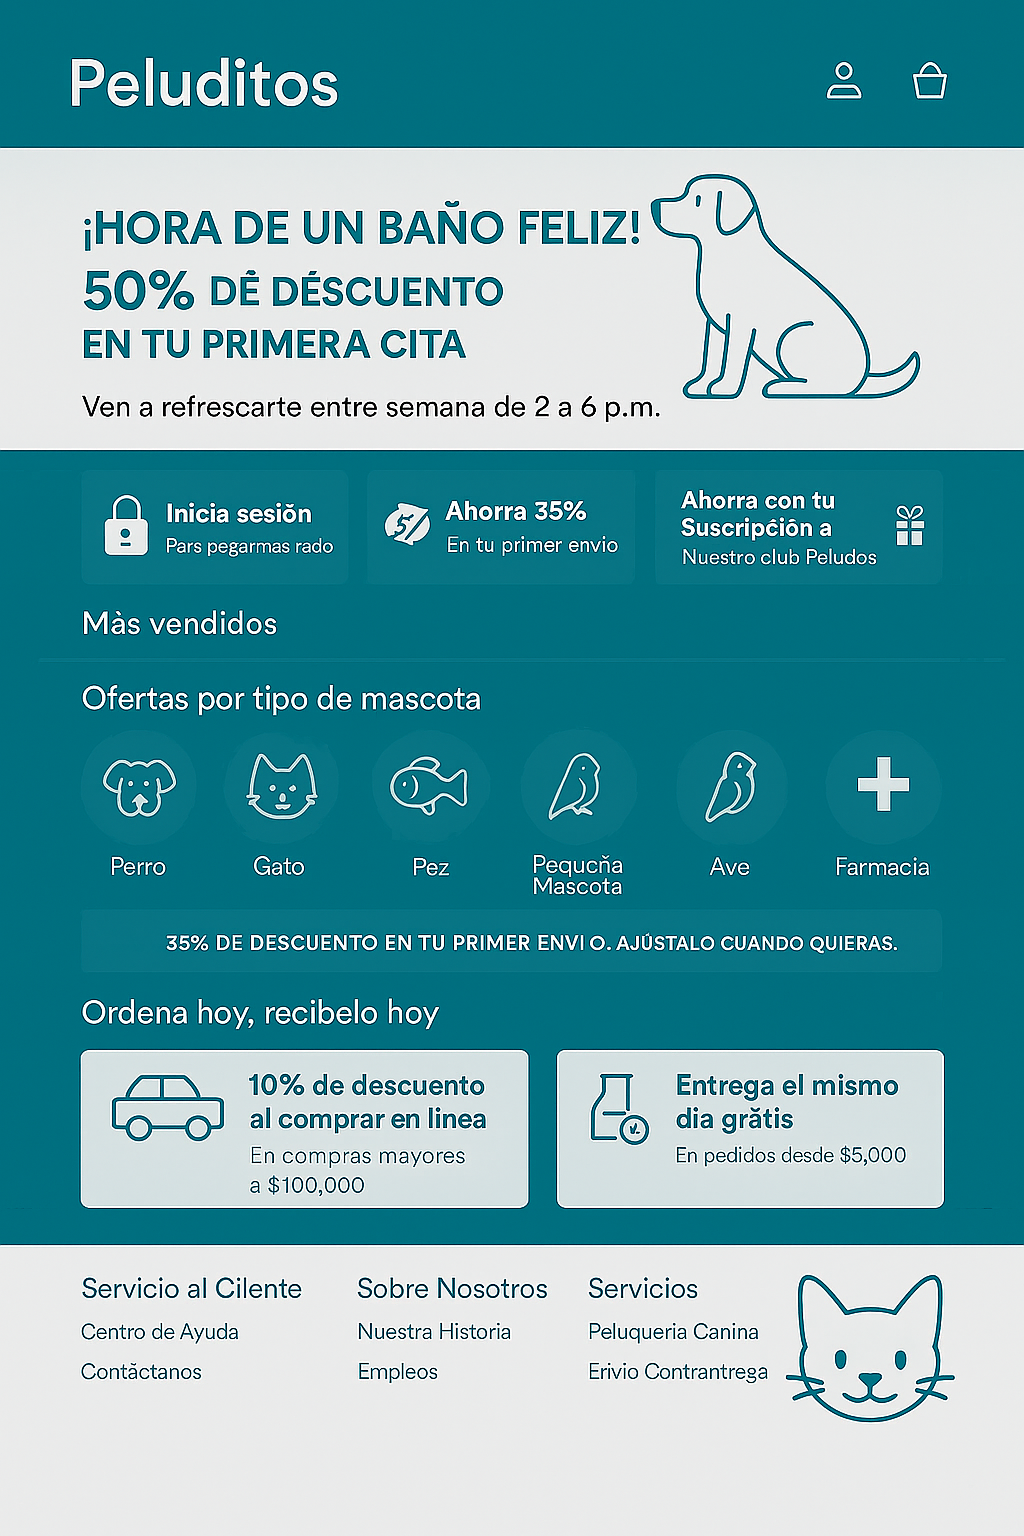 Peluditos
¡HORA DE UN BAÑO FELIZ!
50% DÊ DÉSCUENTO
EN TU PRIMERA CITA
Ven a refrescarte entre semana de 2 a 6 p.m.
Inicia sesiŏn
Pars pegarmas rado
5/
Ahorra 35%
En tu primer envio
Ahorra con tu
Suscripĉiŏn a
Nuestro club Peludos
Màs vendidos
Ofertas por tipo de mascota
Perro
Gato
Pez
Pequcňa
Mascota
Ave
Farmacia
35% DE DESCUENTO EN TU PRIMER ENVI O. AJÚSTALO CUANDO QUIERAS.
Ordena hoy, recibelo hoy
10% de descuento
al comprar en linea
En compras mayores
a $100,000
Entrega el mismo
dia grătis
En pedidos desde $5,000
Servicio al Cilente
Centro de Ayuda
Contăctanos
Sobre Nosotros
Nuestra Historia
Empleos
Servicios
Peluqueria Canina
Erivio Contrantrega